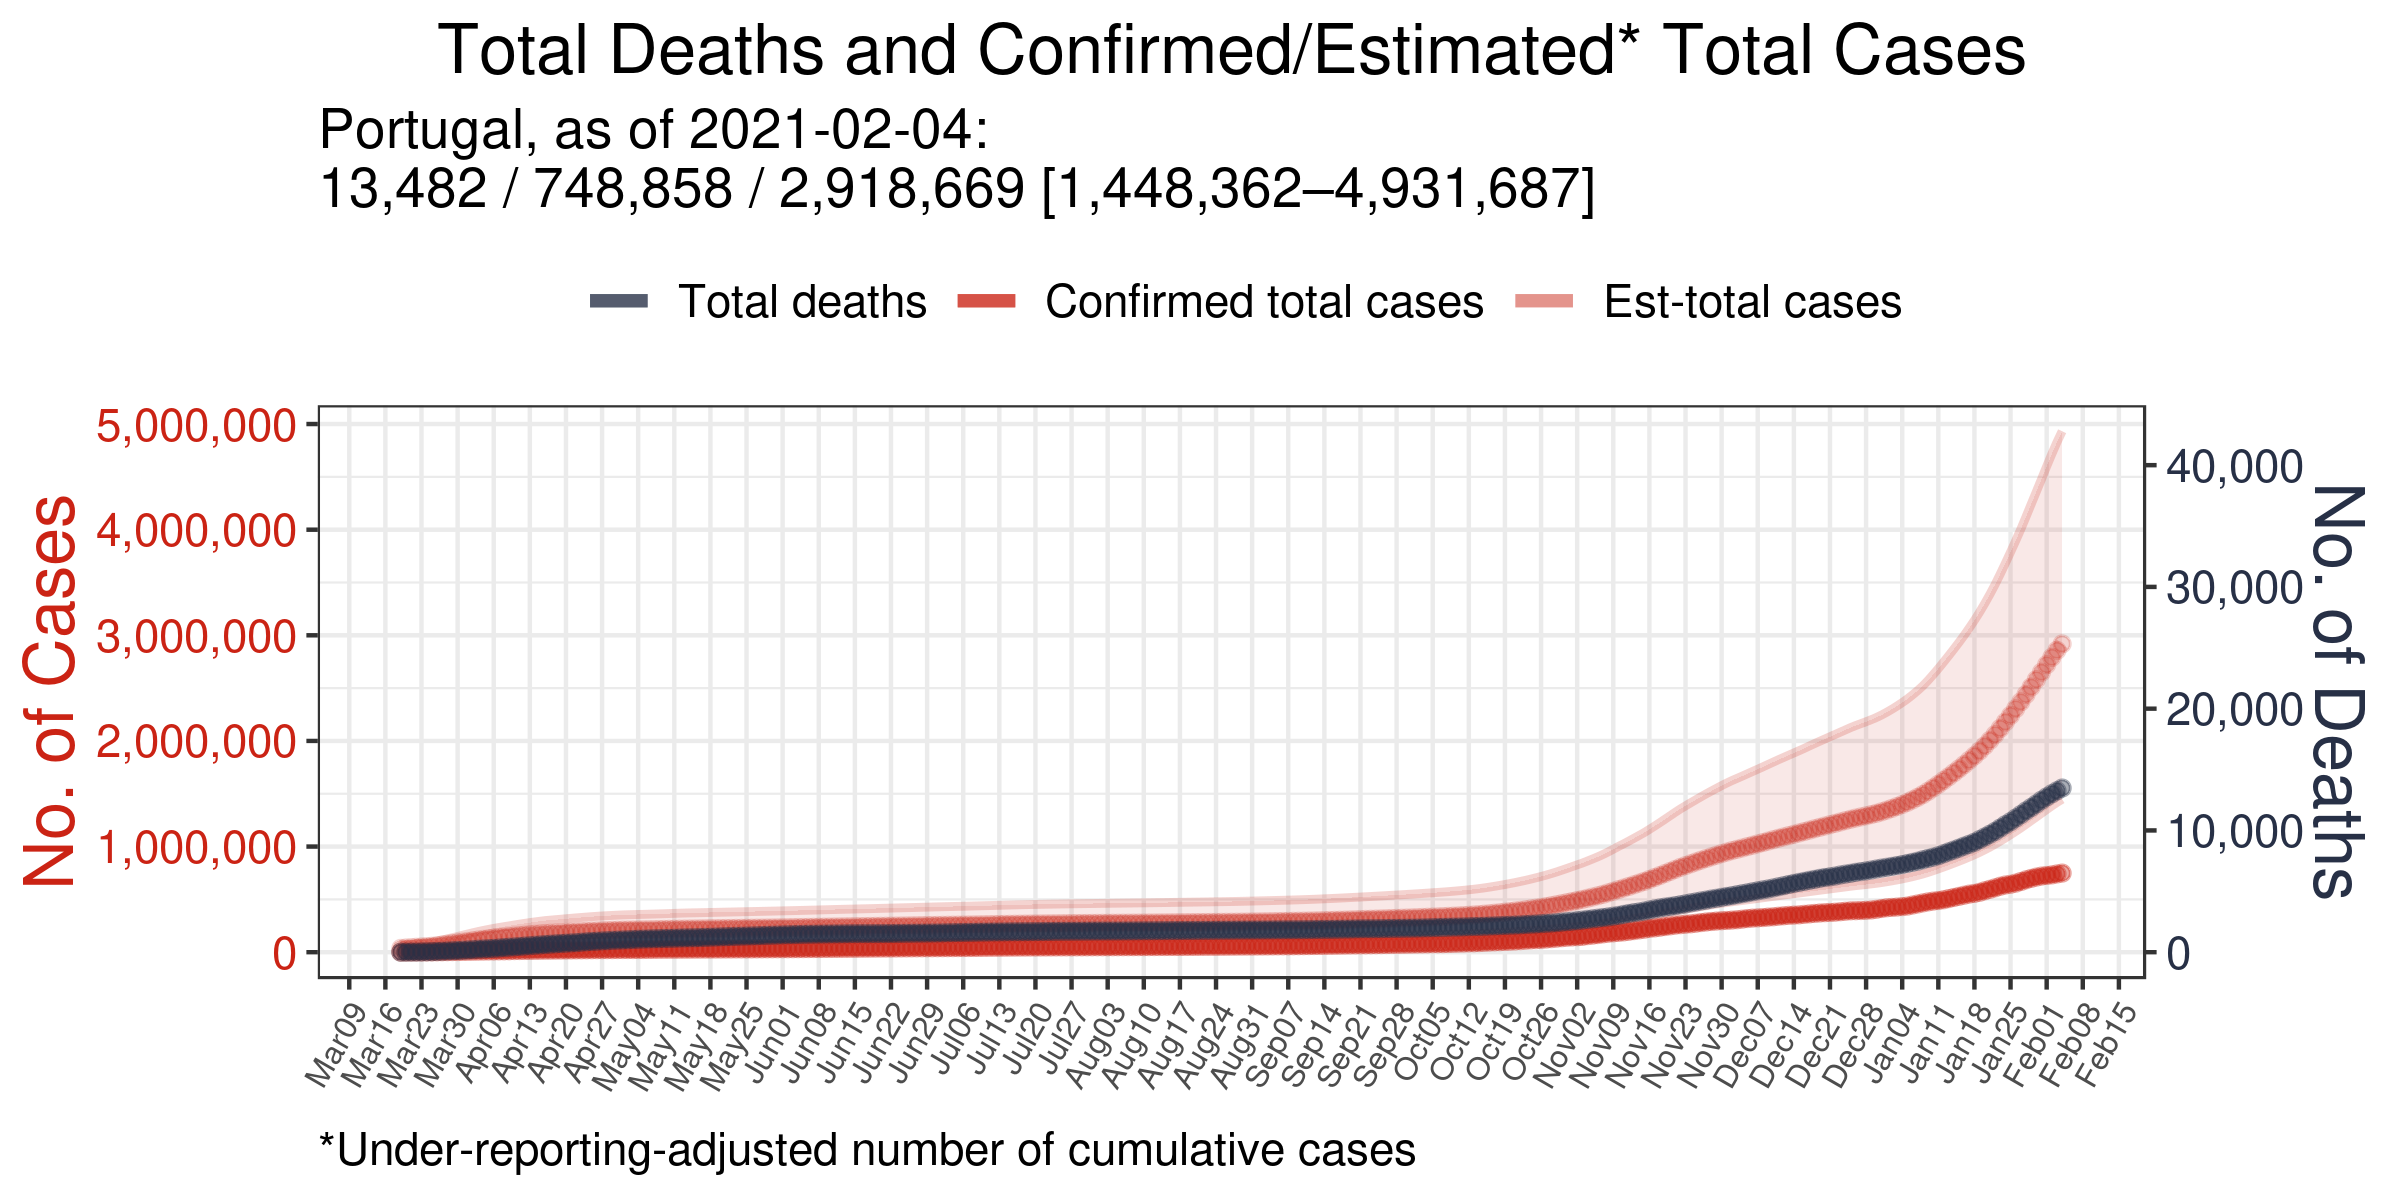 Total Deaths and Confirmed/Estimated* Total Cases
Portugal, as of 2021-02-04:
13,482 / 748,858 / 2,918,669 [1,448,362–4,931,687]
Total deaths
Confirmed total cases
Est-total cases
No. of Cases
5,000,000
4,000,000
3,000,000
2,000,000
1,000,000
0
40,000
30,000
20,000
10,000
0
No. of Deaths
Mar09
Mar16
Mar23
Mar30
Apr06
Apr13
Apr20
Apr27
May04
May11
May18
May25
Jun01
Jun08
Jun15
Jun22
Jun29
Jul06
Jul13
Jul20
Jul27
Aug03
Aug10
Aug17
Aug24
Aug31
Sep07
Sep14
Sep21
Sep28
Oct05
Oct12
Oct19
Oct26
Nov02
Nov09
Nov16
Nov23
Nov30
Dec07
Dec14
Dec21
Dec28
Jan04
Jan11
Jan18
Jan25
Feb01
Feb08
Feb15
*Under-reporting-adjusted number of cumulative cases